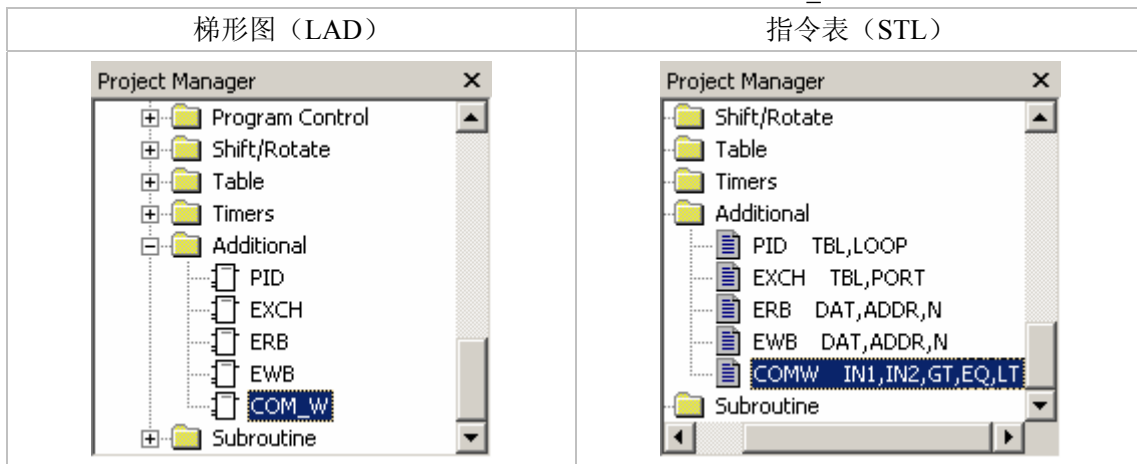 梯形图（LAD）
指令表（STL）
Project Manager
Program Control
Shift/Rotate
Table
Timers
Additional
PID
EXCH
ERB
EWB
COM_W
Subroutine
Project Manager
Shift/Rotate
Table
Timers
Additional
PID TBL,LOOP
EXCH TBL,PORT
ERB DAT,ADDR,N
EWB DAT,ADDR,N
COMW IN1,IN2,GT,EQ,LT
Subroutine